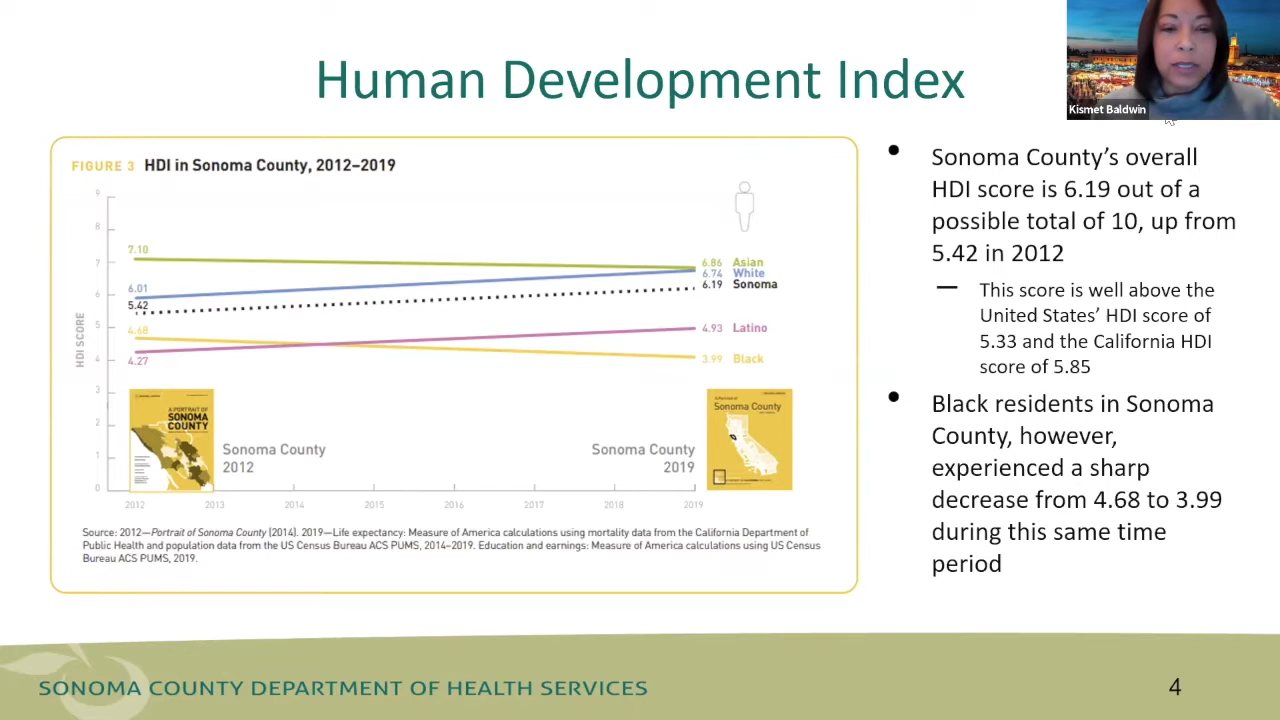 Human Development Index
Kismet Baldwin
FIGURE 3 HDI in Sonoma County, 2012–2019
9
8
7
6
5
4
3
2
1
0
HDI SCORE
7.10
6.01
5.42
4.68
4.27
6.86 Asian
6.74 White
6.19 Sonoma
4.93 Latino
3.99 Black
A PORTRAIT OF
SONOMA
COUNTY
Sonoma County
2012
Sonoma County
2019
A Portrait of
Sonoma County
2012 2013 2014 2015 2016 2017 2018 2019
Source: 2012—Portrait of Sonoma County (2014). 2019—Life expectancy: Measure of America calculations using mortality data from the California Department of
Public Health and population data from the US Census Bureau ACS PUMS, 2014–2019. Education and earnings: Measure of America calculations using US Census
Bureau ACS PUMS, 2019.
• Sonoma County’s overall
HDI score is 6.19 out of a
possible total of 10, up from
5.42 in 2012
– This score is well above the
United States’ HDI score of
5.33 and the California HDI
score of 5.85
• Black residents in Sonoma
County, however,
experienced a sharp
decrease from 4.68 to 3.99
during this same time
period
SONOMA COUNTY DEPARTMENT OF HEALTH SERVICES
4